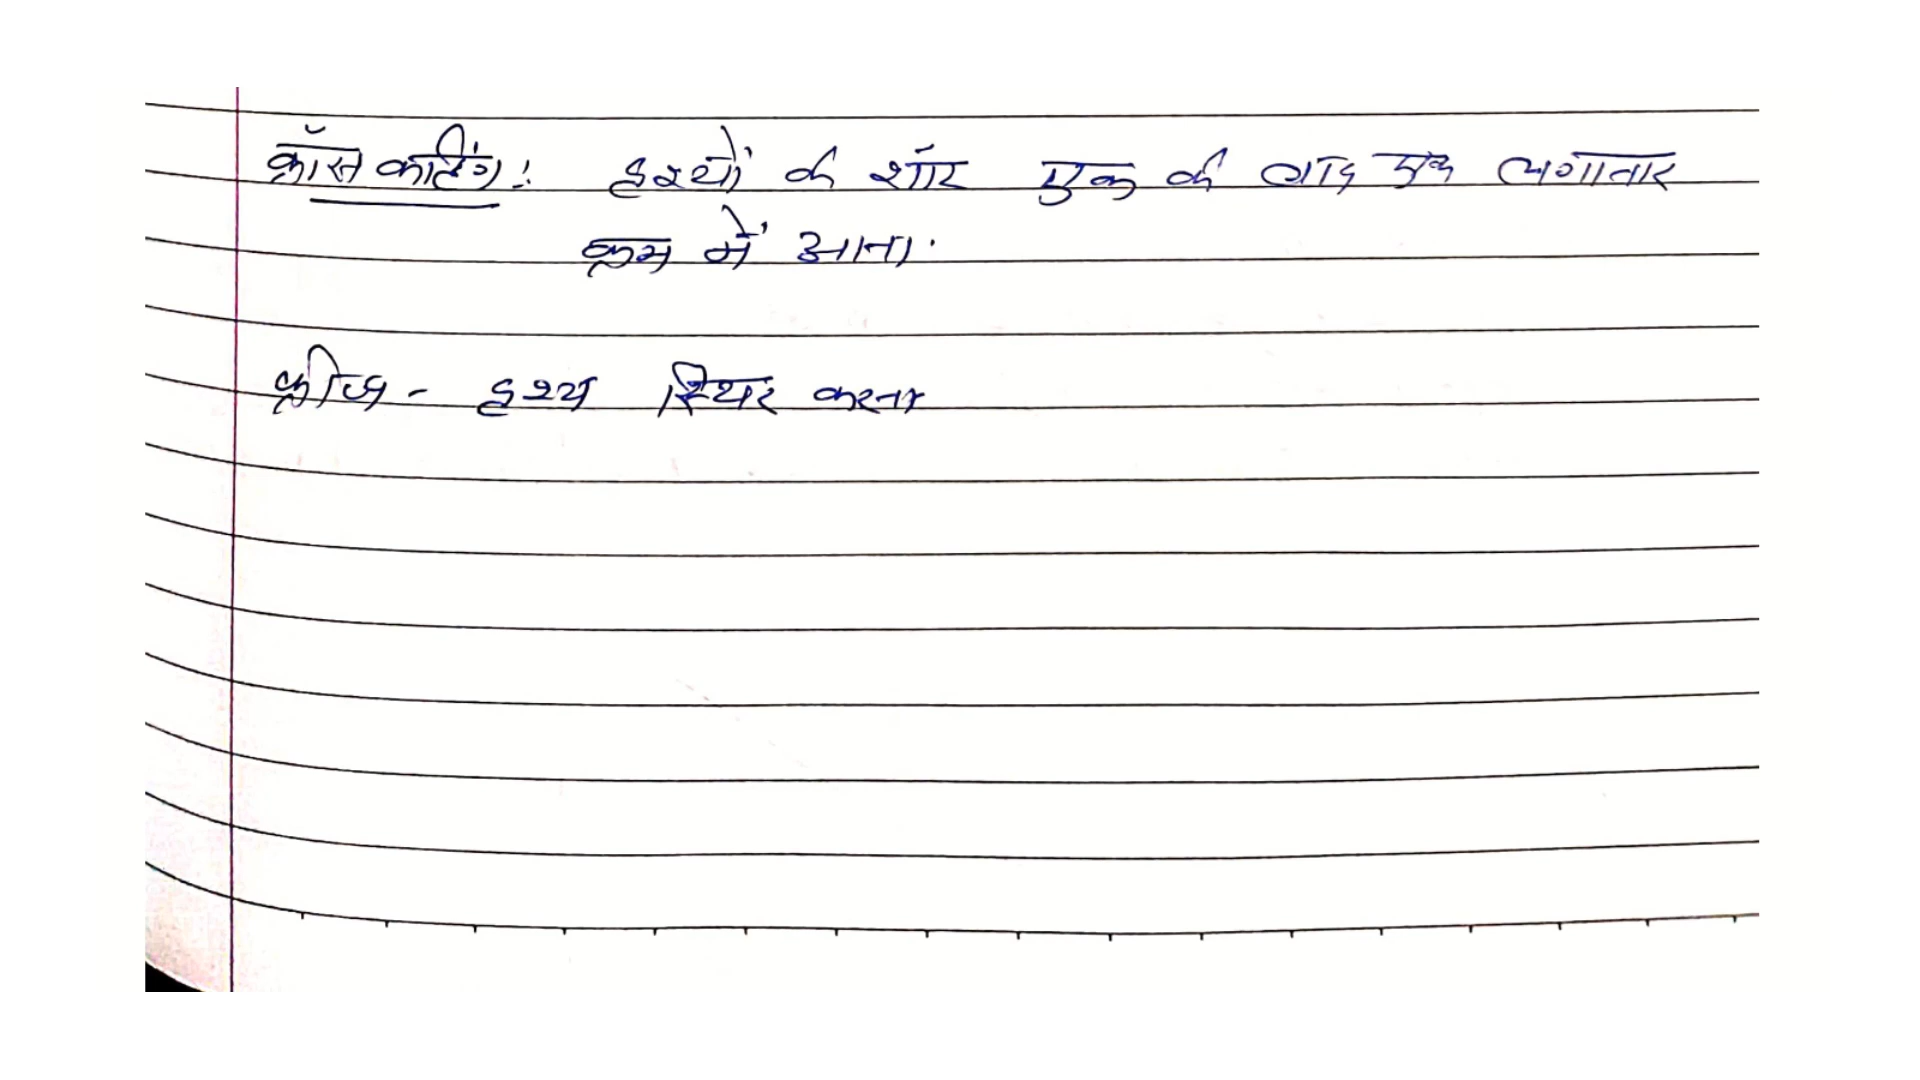 क्रॉस कटिंग: दृश्यों के शॉट एक के बाद एक लगातार
क्रम में आना.
फ्रीज - दृश्य स्थिर करना